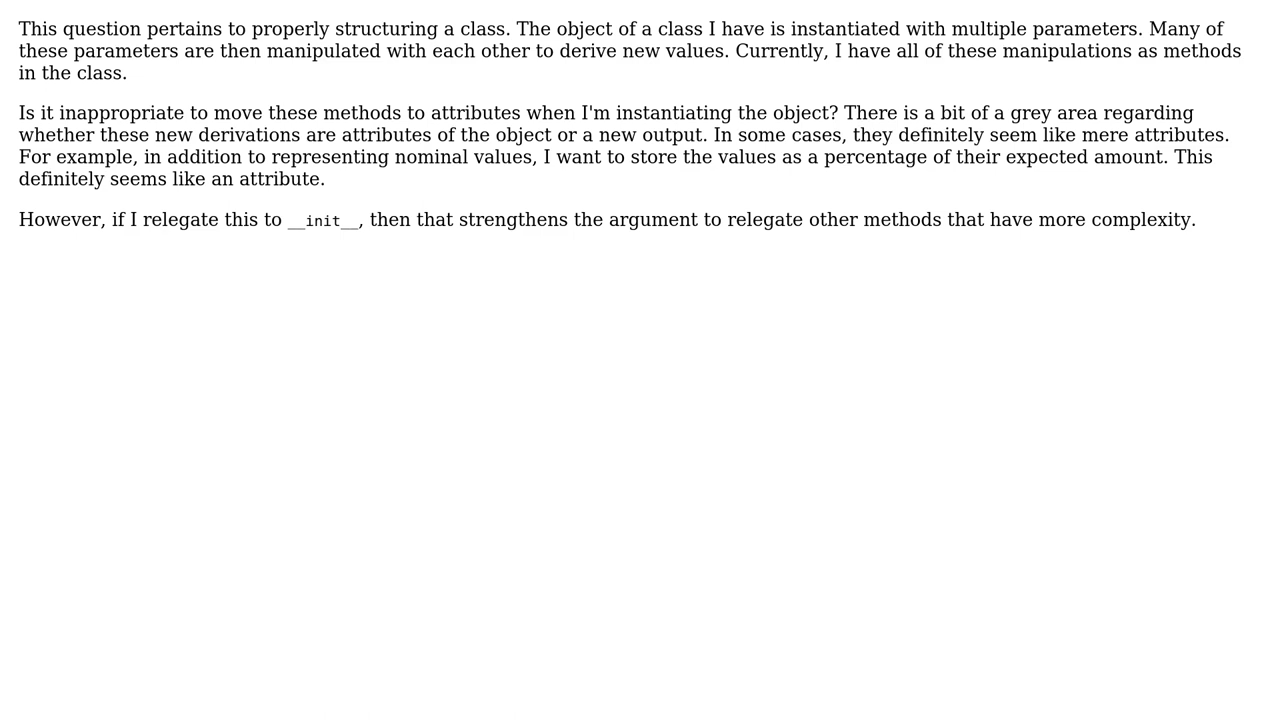 This question pertains to properly structuring a class. The object of a class I have is instantiated with multiple parameters. Many of
these parameters are then manipulated with each other to derive new values. Currently, I have all of these manipulations as methods
in the class.
Is it inappropriate to move these methods to attributes when I'm instantiating the object? There is a bit of a grey area regarding
whether these new derivations are attributes of the object or a new output. In some cases, they definitely seem like mere attributes.
For example, in addition to representing nominal values, I want to store the values as a percentage of their expected amount. This
definitely seems like an attribute.
However, if I relegate this to __init__, then that strengthens the argument to relegate other methods that have more complexity.